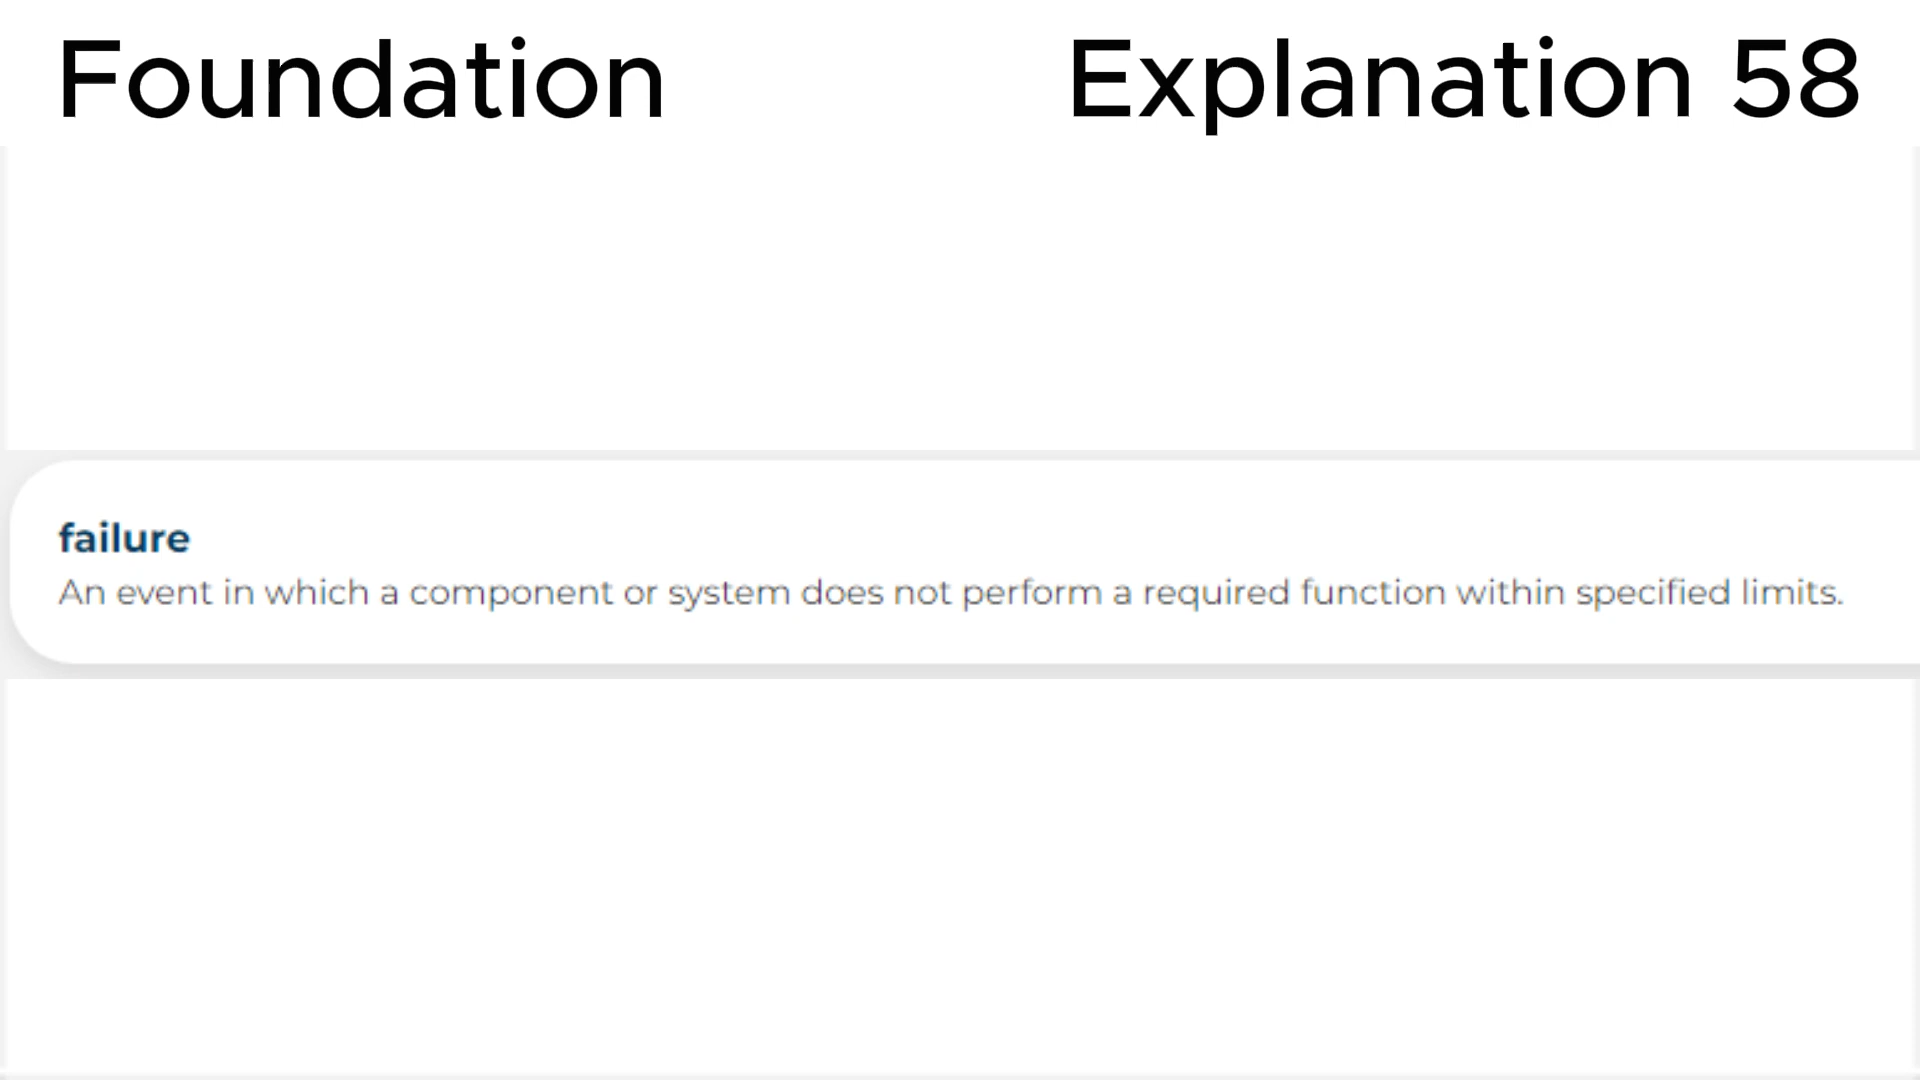 Foundation Explanation 58
failure
An event in which a component or system does not perform a required function within specified limits.